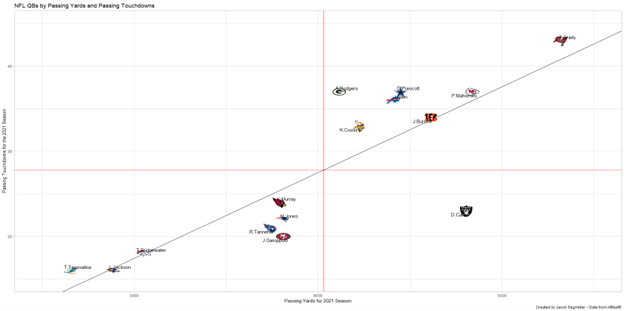 NFL QBs by Passing Yards and Passing Touchdowns
Passing Touchdowns for the 2021 Season
40
30
20
A.Rodgers
D.Prescott
P.Mahomes
K.Cousins
J.Burrow
K.Murray
M.Jones
R.Tannehill
J.Garoppolo
D.Carr
T.Bridgewater
T.Tagovailoa
L.Jackson
3000
4000
5000
Passing Yards for 2021 Season
Created by Jacob Segmiller - Data from nflfastR